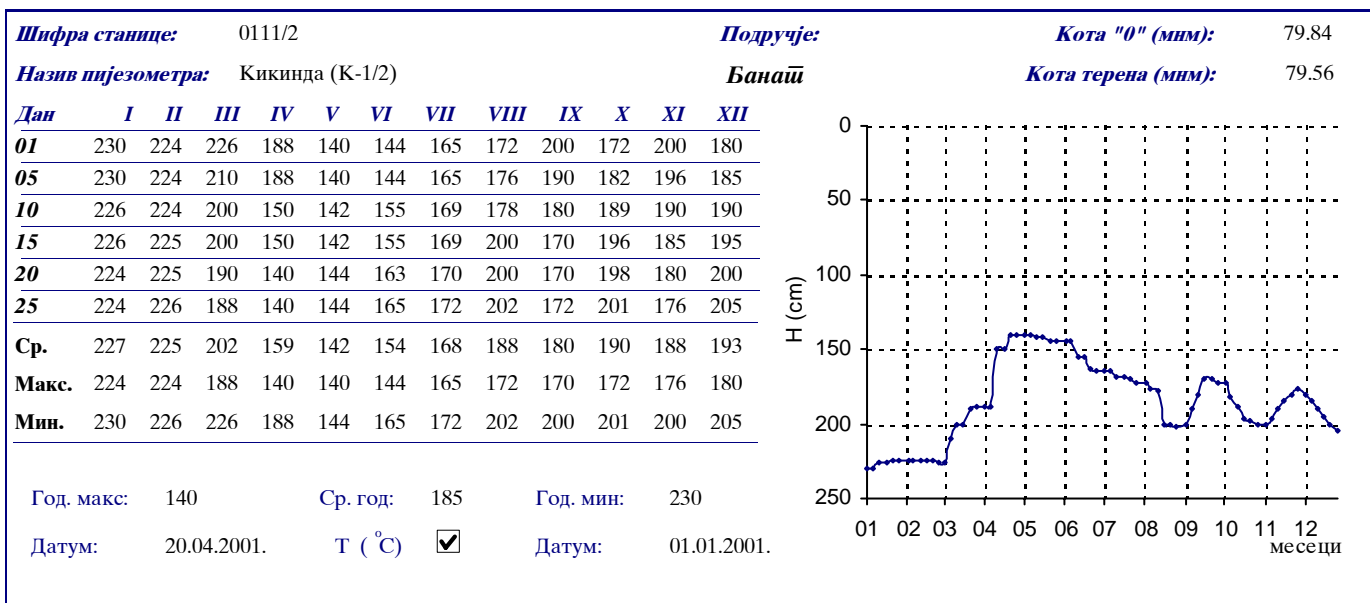 Шифра станице: 0111/2 Подручје: Кота "0" (мнм): 79.84
Назив пијезометра: Кикинда (К-1/2) Банат Кота терена (мнм): 79.56
Дан I II III IV V VI VII VIII IX X XI XII
01 230 224 226 188 140 144 165 172 200 172 200 180
05 230 224 210 188 140 144 165 176 190 182 196 185
10 226 224 200 150 142 155 169 178 180 189 190 190
15 226 225 200 150 142 155 169 200 170 196 185 195
20 224 225 190 140 144 163 170 200 170 198 180 200
25 224 226 188 140 144 165 172 202 172 201 176 205
Ср. 227 225 202 159 142 154 168 188 180 190 188 193
Макс. 224 224 188 140 140 144 165 172 170 172 176 180
Мин. 230 226 226 188 144 165 172 202 200 201 200 205
Год. макс: 140 Ср. год: 185 Год. мин: 230
Датум: 20.04.2001. Т (°C) Датум: 01.01.2001.
0
50
100
150
200
250
H (cm)
01 02 03 04 05 06 07 08 09 10 11 12
месеци